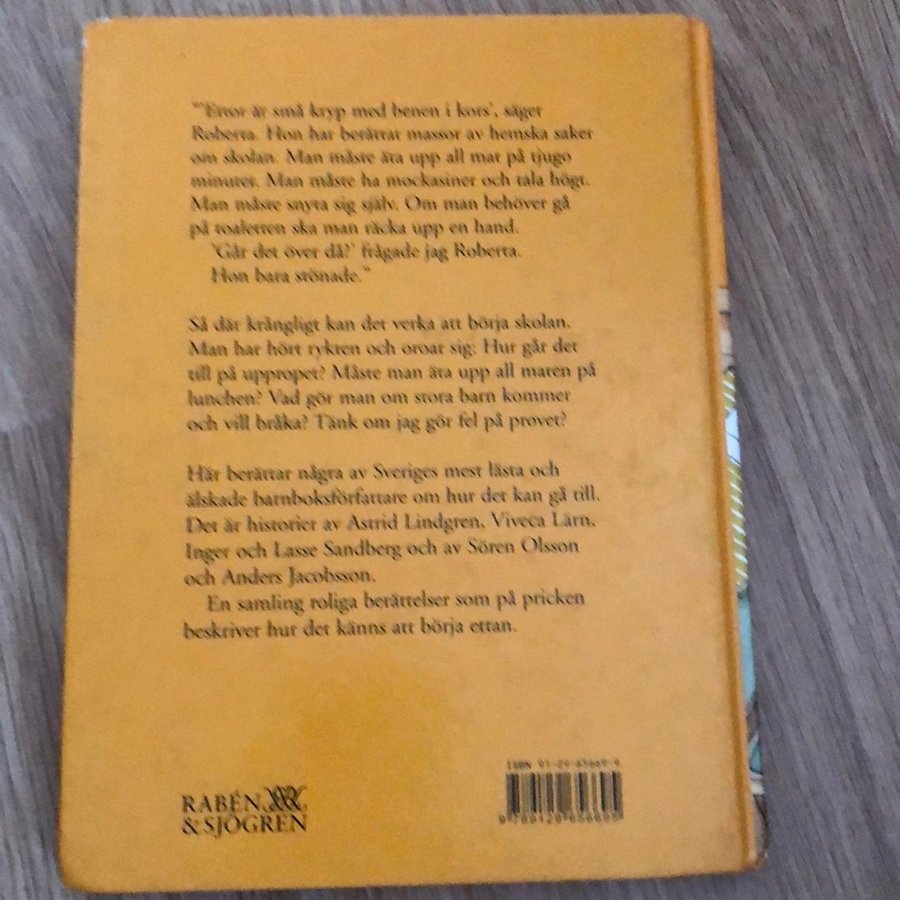 ”’Ettor är små kryp med benen i kors’, säger
Roberta. Hon har berättat massor av hemska saker
om skolan. Man måste äta upp all mat på tjugo
minuter. Man måste ha mockasiner och tala högt.
Man måste snyta sig själv. Om man behöver gå
på toaletten ska man räcka upp en hand.
’Går det över då?’ frågade jag Roberta.
Hon bara stönade.”
Så där krångligt kan det verka att börja skolan.
Man har hört rykten och oroar sig: Hur går det
till på uppropet? Måste man äta upp all maten på
lunchen? Vad gör man om stora barn kommer
och vill bråka? Tänk om jag gör fel på provet?
Här berättar några av Sveriges mest lästa och
älskade barnboksförfattare om hur det kan gå till.
Det är historier av Astrid Lindgren, Viveca Lärn,
Inger och Lasse Sandberg och av Sören Olsson
och Anders Jacobsson.
En samling roliga berättelser som på pricken
beskriver hur det känns att börja ettan.
ISBN
RABÉN
& SJÖGREN